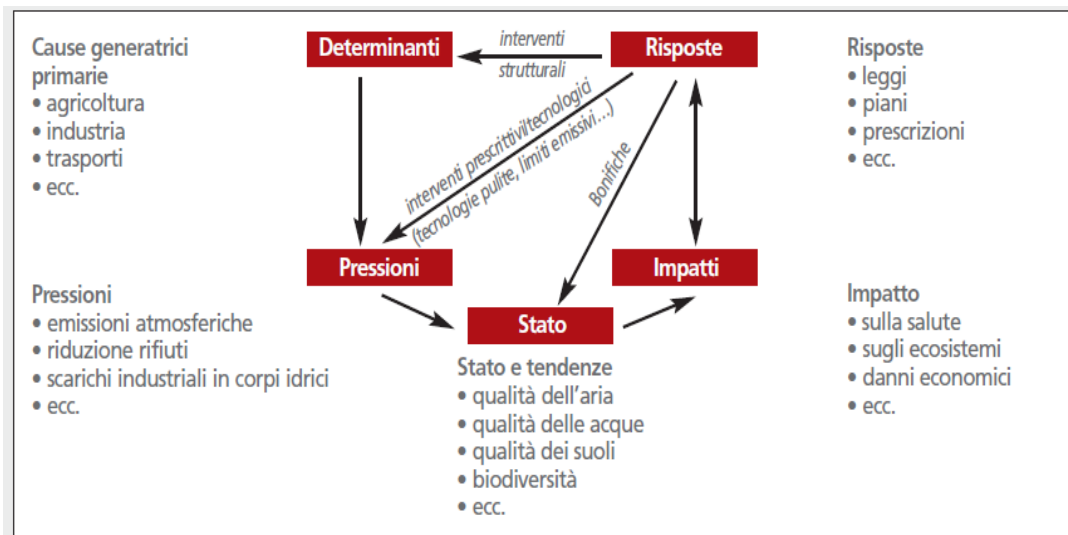 Cause generatrici
primarie
• agricoltura
• industria
• trasporti
• ecc.
Determinanti
interventi
strutturali
Risposte
Risposte
• leggi
• piani
• prescrizioni
• ecc.
interventi prescrittivi/tecnologici
(tecnologie pulite, limiti emissivi…)
Bonifiche
Pressioni
Impatti
Stato
Pressioni
• emissioni atmosferiche
• riduzione rifiuti
• scarichi industriali in corpi idrici
• ecc.
Stato e tendenze
• qualità dell'aria
• qualità delle acque
• qualità dei suoli
• biodiversità
• ecc.
Impatto
• sulla salute
• sugli ecosistemi
• danni economici
• ecc.